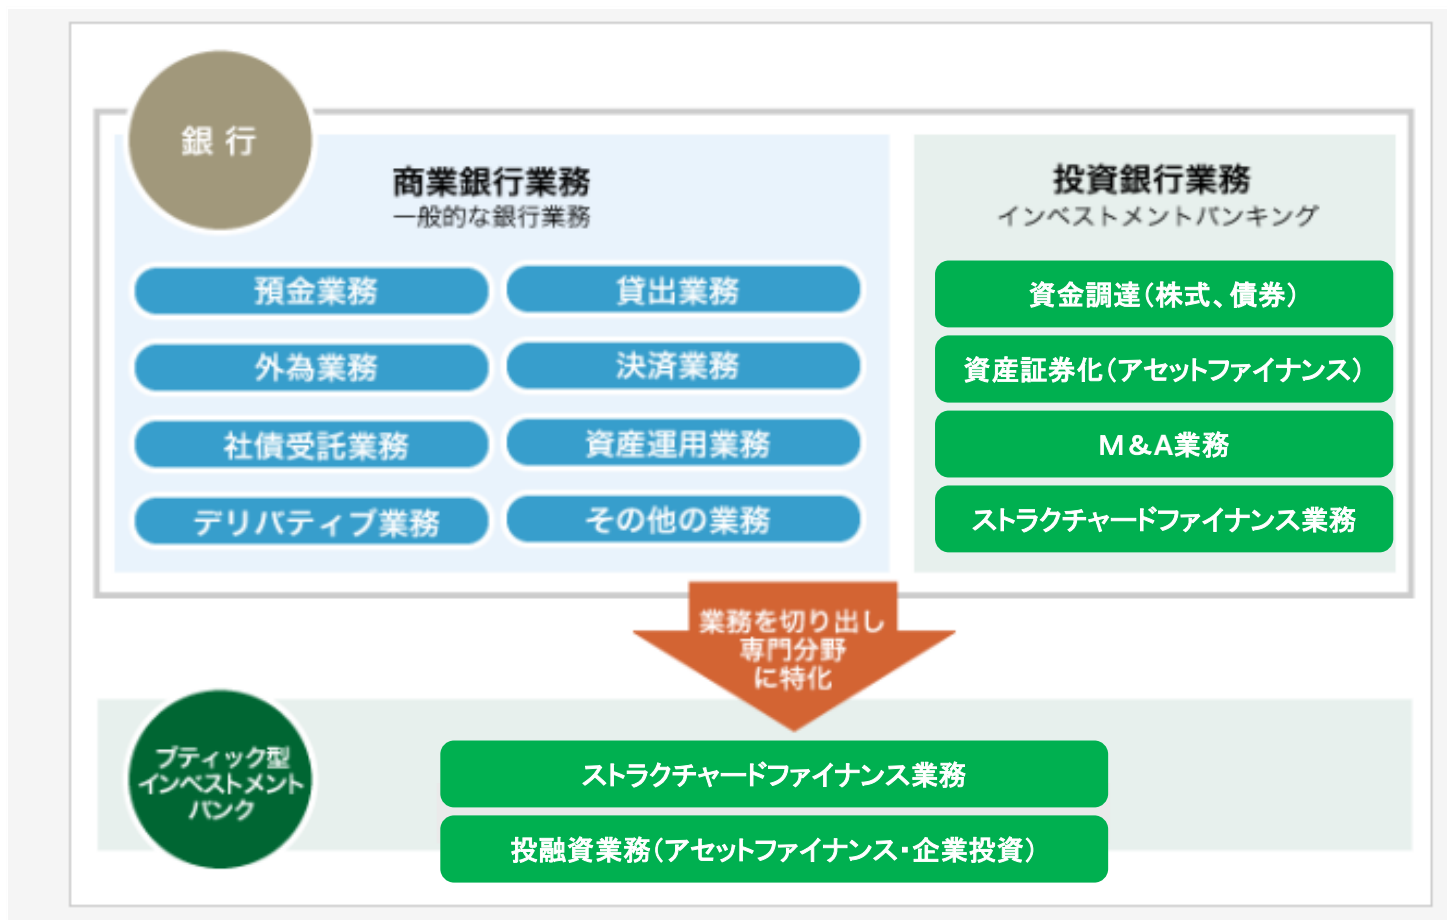 銀行
商業銀行業務
一般的な銀行業務
預金業務
貸出業務
外為業務
決済業務
社債受託業務
資産運用業務
デリバティブ業務
その他の業務
投資銀行業務
インベストメントバンキング
資金調達（株式、債券）
資産証券化（アセットファイナンス）
M＆A業務
ストラクチャードファイナンス業務
業務を切り出し
専門分野
に特化
ブティック型
インベストメント
バンク
ストラクチャードファイナンス業務
投融資業務（アセットファイナンス・企業投資）